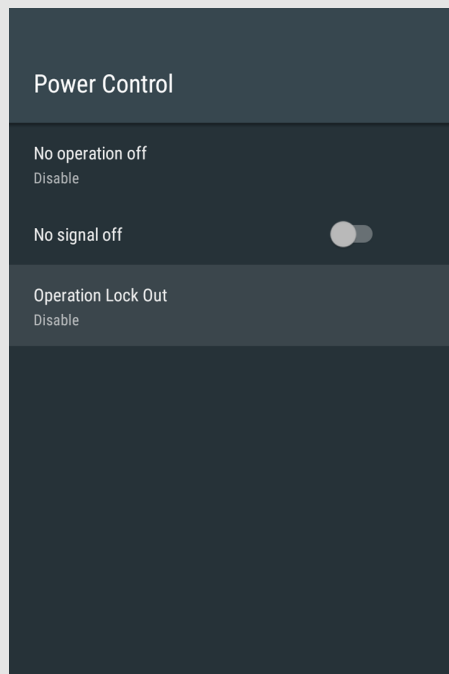 Power Control
No operation off
Disable
No signal off
Operation Lock Out
Disable